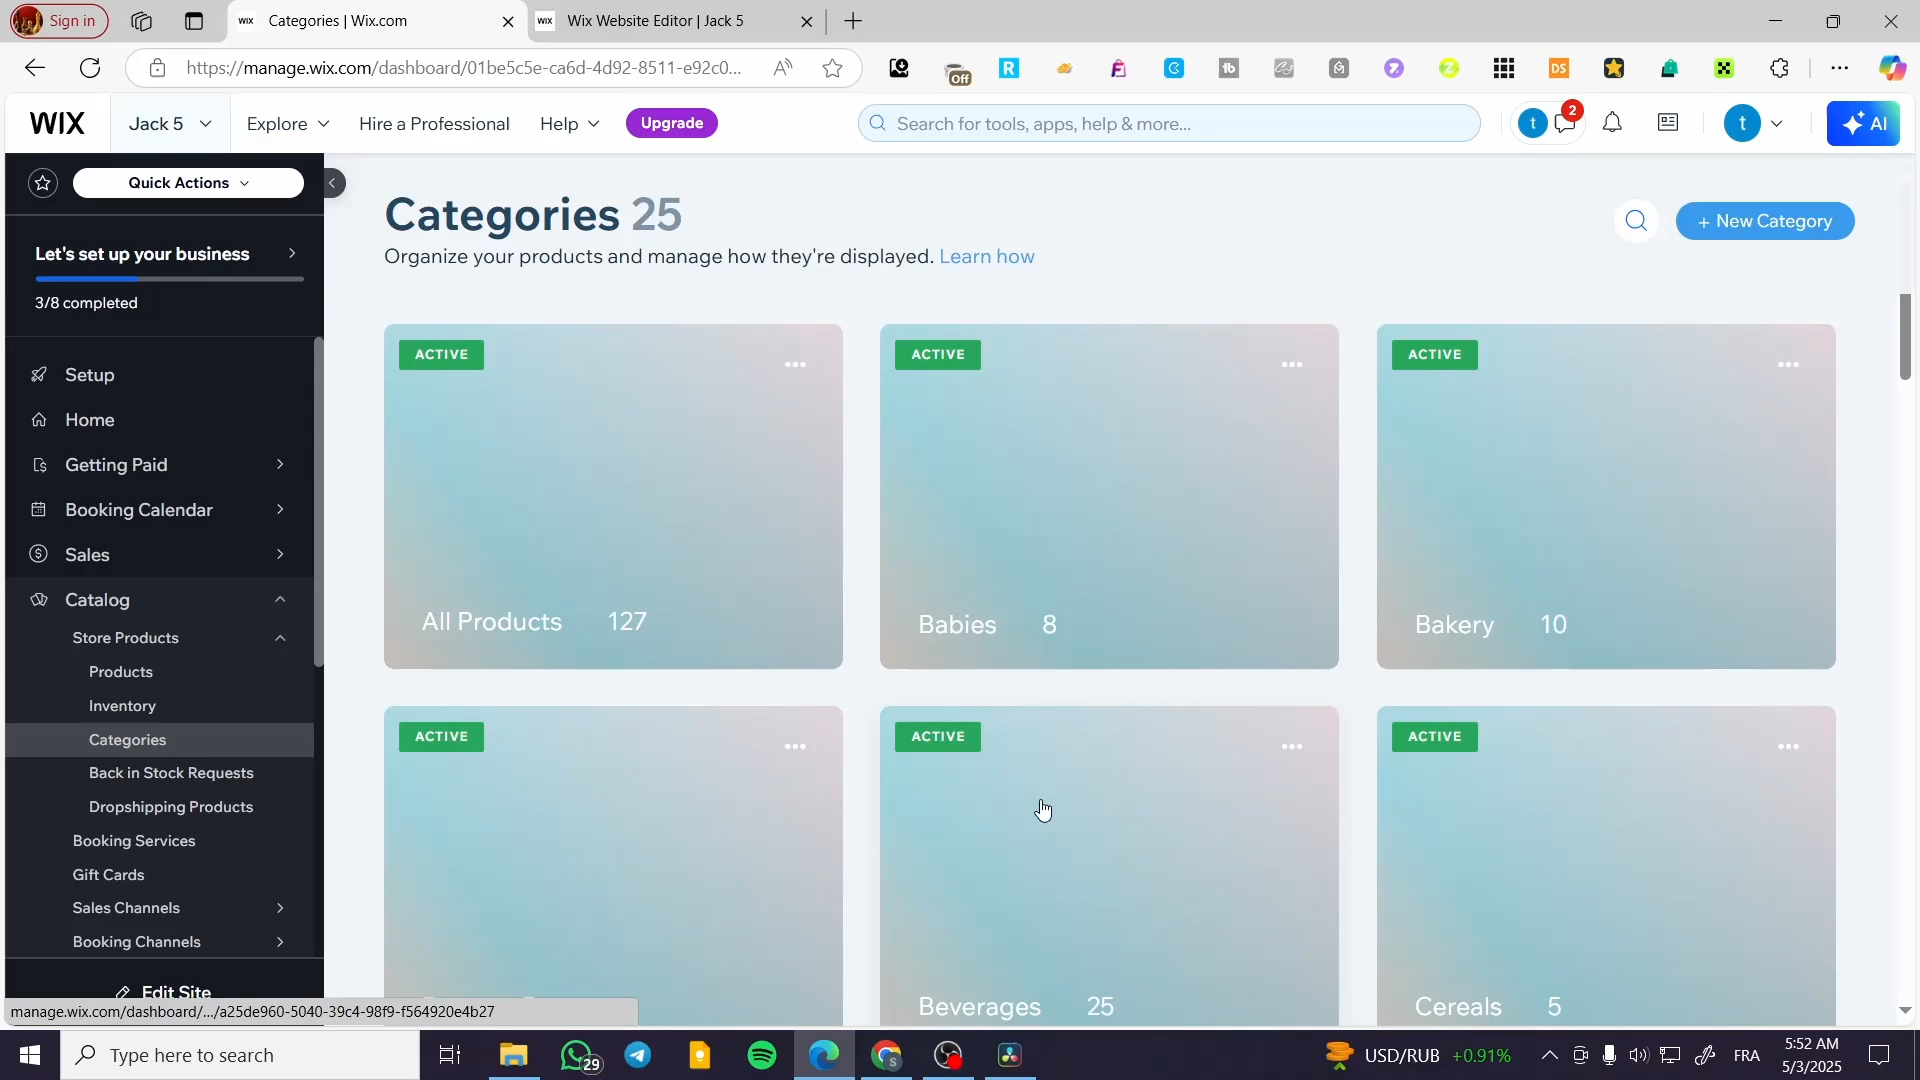 Sign in
WIX Categories | Wix.com
WIX Wix Website Editor | Jack 5
https://manage.wix.com/dashboard/01be5c5e-ca6d-4d92-8511-e92c0...
Off
R
tb
DS
WIX
Jack 5
Explore
Hire a Professional
Help
Upgrade
Search for tools, apps, help & more...
t
2
t
AI
Quick Actions
Let's set up your business
3/8 completed
Setup
Home
Getting Paid
Booking Calendar
Sales
Catalog
Store Products
Products
Inventory
Categories
Back in Stock Requests
Dropshipping Products
Booking Services
Gift Cards
Sales Channels
Booking Channels
Edit Site
Categories 25
Organize your products and manage how they're displayed. Learn how
+ New Category
ACTIVE
All Products 127
ACTIVE
Babies 8
ACTIVE
Bakery 10
ACTIVE
ACTIVE
Beverages 25
ACTIVE
Cereals 5
manage.wix.com/dashboard/.../a25de960-5040-39c4-98f9-f564920e4b27
Type here to search
29
S
USD/RUB +0.91%
FRA
5:52 AM
5/3/2025